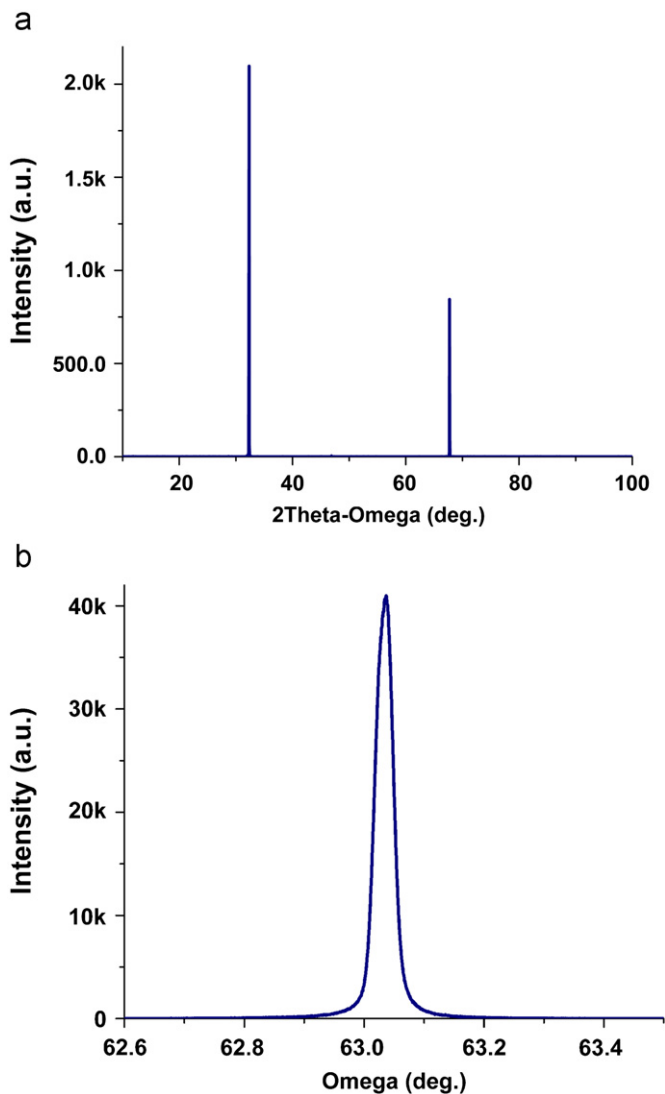 a
Intensity (a.u.)
2.0k
1.5k
1.0k
500.0
0.0
20 40 60 80 100
2Theta-Omega (deg.)
b
Intensity (a.u.)
40k
30k
20k
10k
0
62.6 62.8 63.0 63.2 63.4
Omega (deg.)